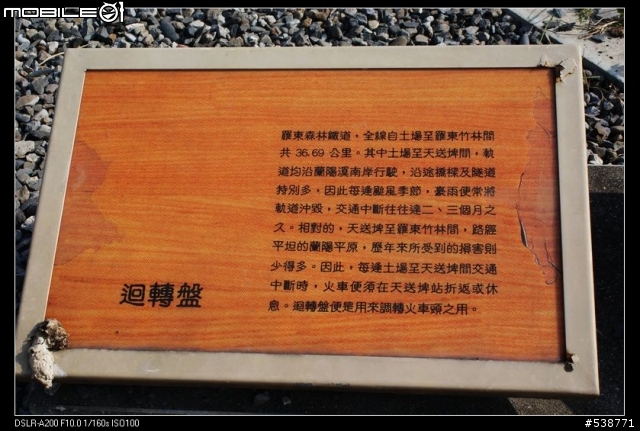 MOBILE01
羅東森林鐵道，全線自土場至羅東竹林間
共 36.69 公里。其中土場至天送埤間，軌
道均沿蘭陽溪南岸行駛，沿途橋樑及隧道
特別多，因此每逢颱風季節，豪雨便常將
軌道沖毀，交通中斷往往達二、三個月之
久。相對的，天送埤至羅東竹林間，路經
平坦的蘭陽平原，歷年來所受到的損害則
少得多。因此，每逢土場至天送埤間交通
中斷時，火車便須在天送埤站折返或休
息。迴轉盤便是用來調轉火車頭之用。
迴轉盤
DSLR-A200 F10.0 1/160s ISO100
#538771